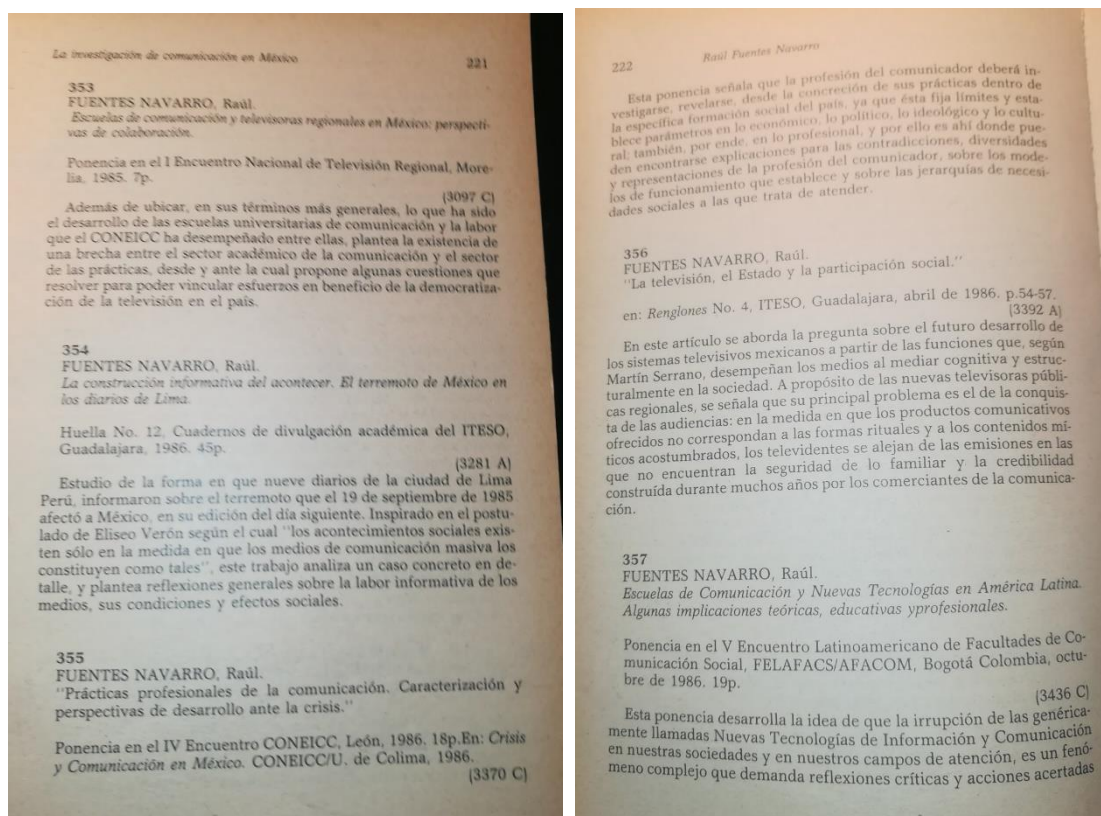 La investigación de comunicación en México
221
353
FUENTES NAVARRO, Raúl.
Escuelas de comunicación y televisoras regionales en México: perspecti-
vas de colaboración.
Ponencia en el I Encuentro Nacional de Televisión Regional, More-
lia, 1985. 7p.
(3097 C)
Además de ubicar, en sus términos más generales, lo que ha sido
el desarrollo de las escuelas universitarias de comunicación y la labor
que el CONEICC ha desempeñado entre ellas, plantea la existencia de
una brecha entre el sector académico de la comunicación y el sector
de las prácticas, desde y ante la cual propone algunas cuestiones que
resolver para poder vincular esfuerzos en beneficio de la democratiza-
ción de la televisión en el país.
354
FUENTES NAVARRO, Raúl.
La construcción informativa del acontecer. El terremoto de México en
los diarios de Lima.
Huella No. 12, Cuadernos de divulgación académica del ITESO,
Guadalajara, 1986. 45p.
(3281 A)
Estudio de la forma en que nueve diarios de la ciudad de Lima
Perú, informaron sobre el terremoto que el 19 de septiembre de 1985
afectó a México, en su edición del día siguiente. Inspirado en el postu-
lado de Eliseo Verón según el cual "los acontecimientos sociales exis-
ten sólo en la medida en que los medios de comunicación masiva los
constituyen como tales", este trabajo analiza un caso concreto en de-
talle, y plantea reflexiones generales sobre la labor informativa de los
medios, sus condiciones y efectos sociales.
355
FUENTES NAVARRO, Raúl.
"Prácticas profesionales de la comunicación. Caracterización y
perspectivas de desarrollo ante la crisis."
Ponencia en el IV Encuentro CONEICC, León, 1986. 18p.En: Crisis
y Comunicación en México. CONEICC/U. de Colima, 1986.
(3370 C)
222
Raúl Fuentes Navarro
Esta ponencia señala que la profesión del comunicador deberá in-
vestigarse, revelarse, desde la concreción de sus prácticas dentro de
la específica formación social del país, ya que ésta fija límites y esta-
blece parámetros en lo económico, lo político, lo ideológico y lo cultu-
ral, también, por ende, en lo profesional, y por ello es ahí donde pue-
den encontrarse explicaciones para las contradicciones, diversidades
y representaciones de la profesión del comunicador, sobre los mode-
los de funcionamiento que establece y sobre las jerarquías de necesi-
dades sociales a las que trata de atender.
356
FUENTES NAVARRO, Raúl.
"La televisión, el Estado y la participación social."
en: Renglones No. 4, ITESO, Guadalajara, abril de 1986. p.54-57.
(3392 A)
En este artículo se aborda la pregunta sobre el futuro desarrollo de
los sistemas televisivos mexicanos a partir de las funciones que, según
Martín Serrano, desempeñan los medios al mediar cognitiva y estruc-
turalmente en la sociedad. A propósito de las nuevas televisoras públi-
cas regionales, se señala que su principal problema es el de la conquis-
ta de las audiencias: en la medida en que los productos comunicativos
ofrecidos no correspondan a las formas rituales y a los contenidos mí-
ticos acostumbrados, los televidentes se alejan de las emisiones en las
que no encuentran la seguridad de lo familiar y la credibilidad
construída durante muchos años por los comerciantes de la comunica-
ción.
357
FUENTES NAVARRO, Raúl.
Escuelas de Comunicación y Nuevas Tecnologías en América Latina.
Algunas implicaciones teóricas, educativas yprofesionales.
Ponencia en el V Encuentro Latinoamericano de Facultades de Co-
municación Social, FELAFACS/AFACOM, Bogotá Colombia, octu-
bre de 1986. 19p.
(3436 C)
Esta ponencia desarrolla la idea de que la irrupción de las genérica-
mente llamadas Nuevas Tecnologías de Información y Comunicación
en nuestras sociedades y en nuestros campos de atención, es un fenó-
meno complejo que demanda reflexiones críticas y acciones acertadas